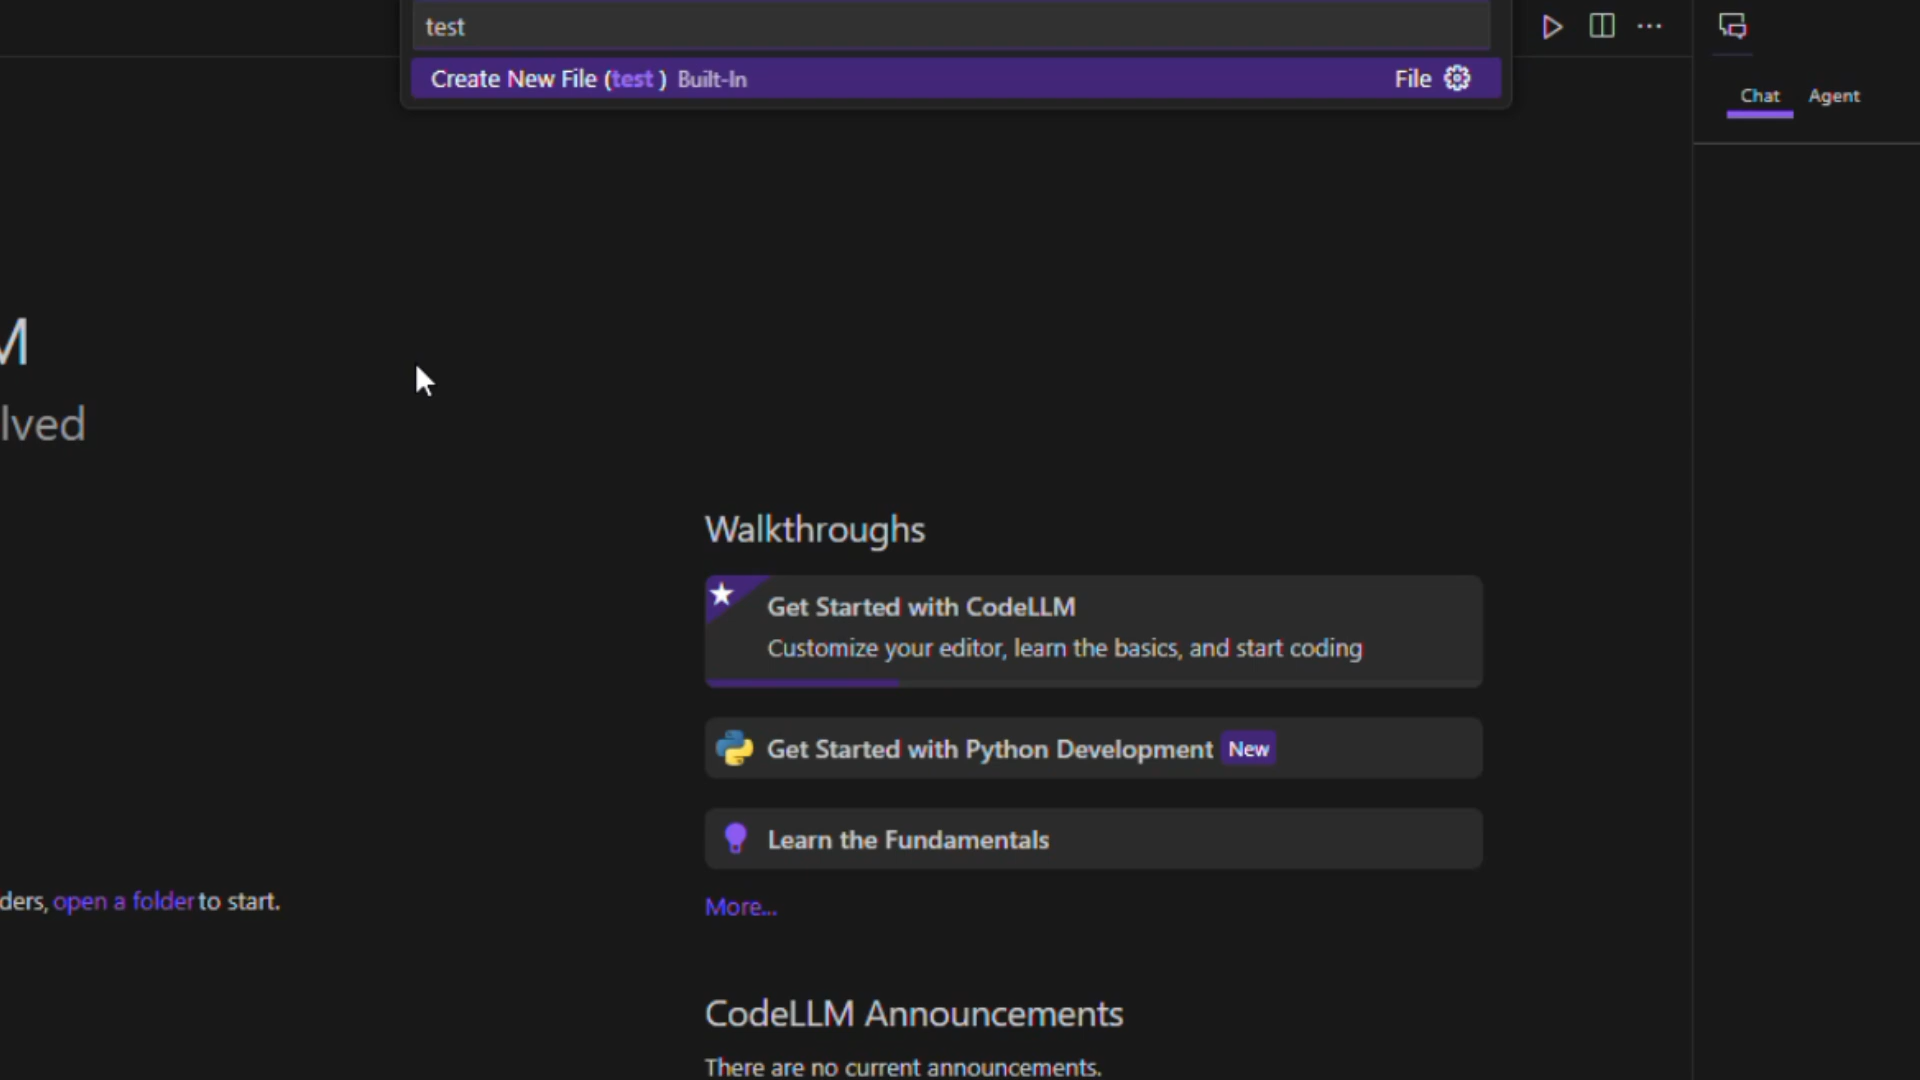 test
Create New File (test ) Built-In File
Chat Agent
M
lved
Walkthroughs
Get Started with CodeLLM
Customize your editor, learn the basics, and start coding
Get Started with Python Development New
Learn the Fundamentals
ders, open a folder to start.
More...
CodeLLM Announcements
There are no current announcements.